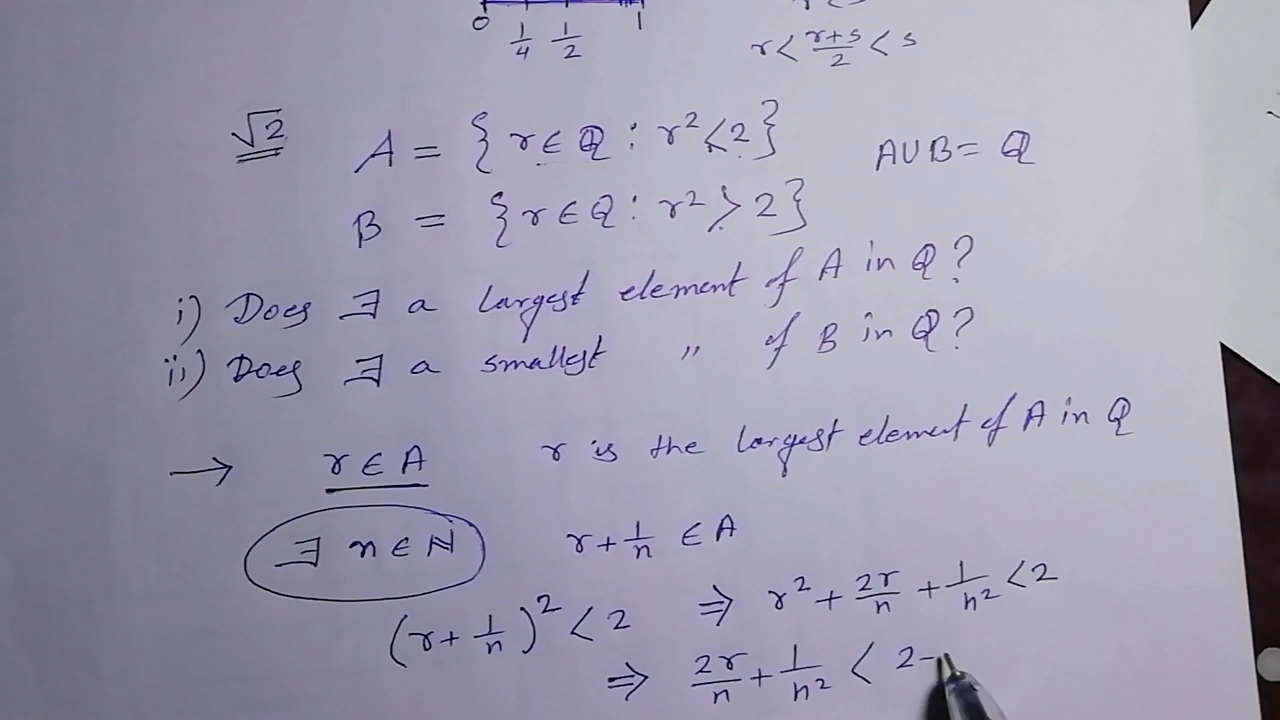 0 1/4 1/2 1
r < (r+s)/2 < s
√2 A = { r ∈ Q : r² < 2 } A∪B = Q
B = { r ∈ Q : r² > 2 }
i) Does ∃ a largest element of A in Q?
ii) Does ∃ a smallest " of B in Q?
→ r ∈ A r is the largest element of A in Q
∃ n ∈ N r + 1/n ∈ A
(r + 1/n)² < 2 ⇒ r² + 2r/n + 1/n² < 2
⇒ 2r/n + 1/n² < 2-